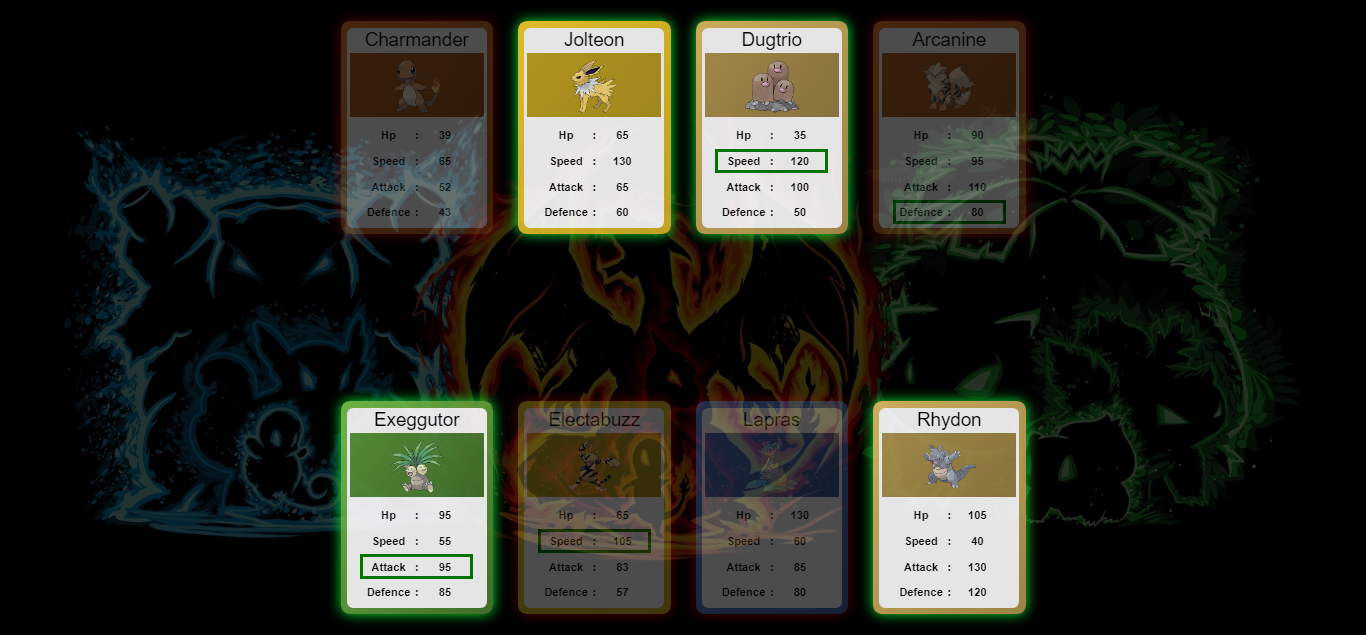 Charmander
Hp : 39
Speed : 65
Attack : 52
Defence : 43
Jolteon
Hp : 65
Speed : 130
Attack : 65
Defence : 60
Dugtrio
Hp : 35
Speed : 120
Attack : 100
Defence : 50
Arcanine
Hp : 90
Speed : 95
Attack : 110
Defence : 80
Exeggutor
Hp : 95
Speed : 55
Attack : 95
Defence : 85
Electabuzz
Hp : 65
Speed : 105
Attack : 83
Defence : 57
Lapras
Hp : 130
Speed : 60
Attack : 85
Defence : 80
Rhydon
Hp : 105
Speed : 40
Attack : 130
Defence : 120